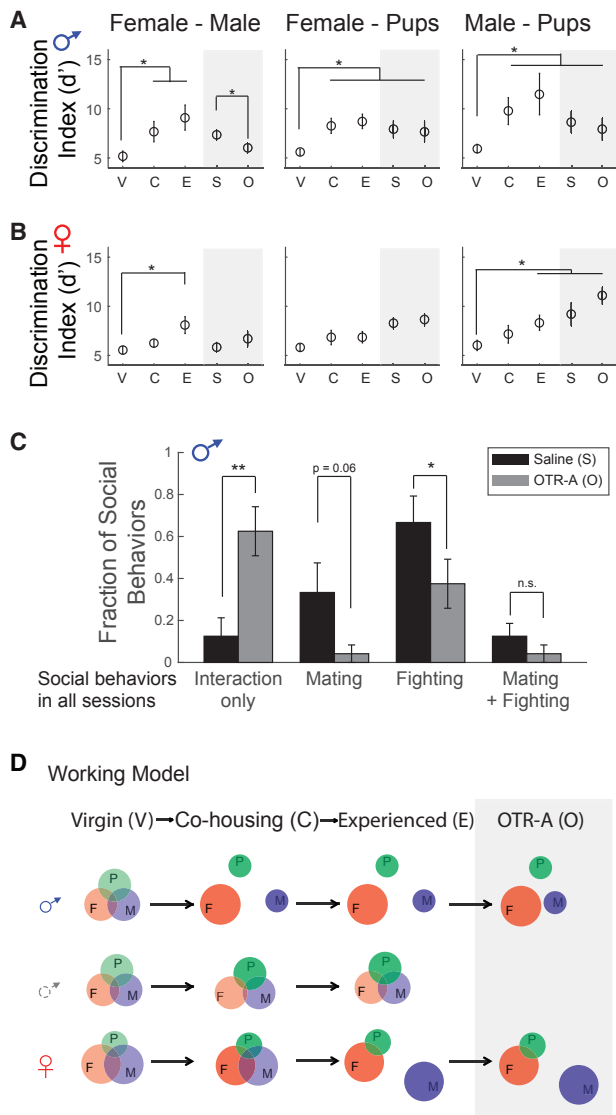 A
Female - Male
Female - Pups
Male - Pups
Discrimination
Index (d')
15
10
5
*
*
*
*
V C E S O
V C E S O
V C E S O
B
Discrimination
Index (d')
15
10
5
*
*
V C E S O
V C E S O
V C E S O
C
Fraction of Social
Behaviors
1
0.8
0.6
0.4
0.2
0
**
p = 0.06
*
n.s.
Saline (S)
OTR-A (O)
Social behaviors
in all sessions
Interaction
only
Mating
Fighting
Mating
+ Fighting
D
Working Model
Virgin (V)
Co-housing (C)
Experienced (E)
OTR-A (O)
P
F
M
P
F
M
P
F
M
P
F
M
P
F
M
P
F
M
P
F
M
P
F
M
P
F
M
P
F
M
P
F
M